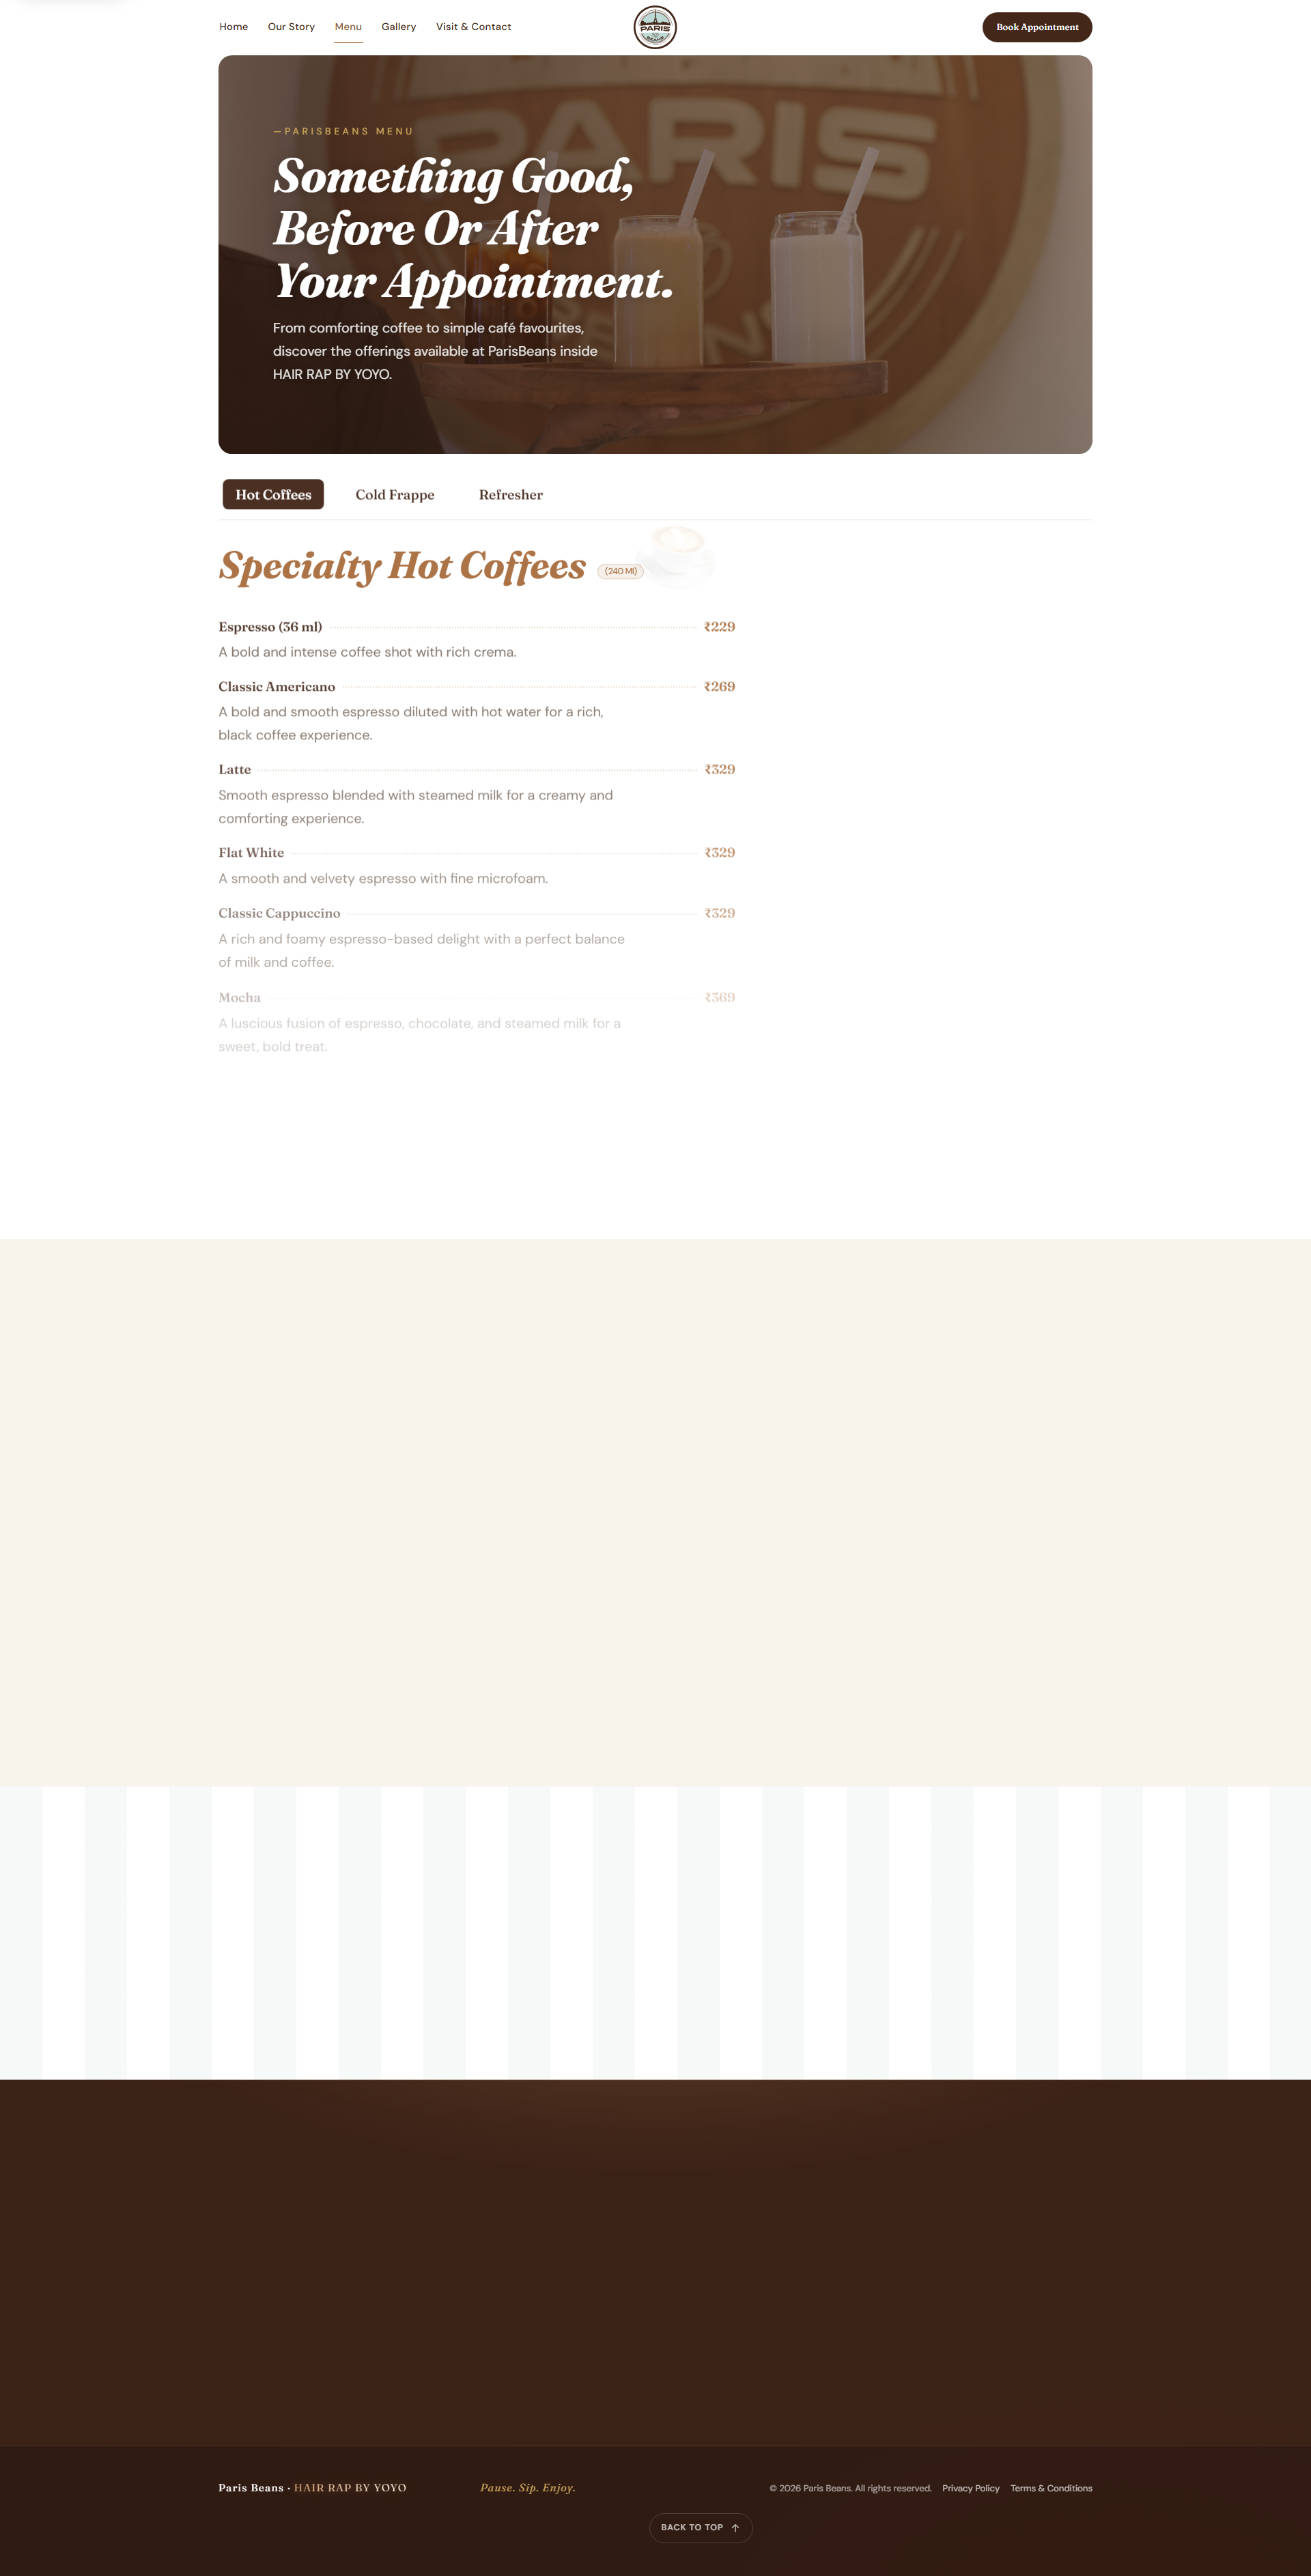 Home Our Story Menu Gallery Visit & Contact
PARIS
Book Appointment
PARIS
—PARISBEANS MENU
Something Good,
Before Or After
Your Appointment.
From comforting coffee to simple café favourites,
discover the offerings available at ParisBeans inside
HAIR RAP BY YOYO.
Hot Coffees Cold Frappe Refresher
Specialty Hot Coffees (240 Ml)
Espresso (36 ml) ₹229
A bold and intense coffee shot with rich crema.
Classic Americano ₹269
A bold and smooth espresso diluted with hot water for a rich,
black coffee experience.
Latte ₹329
Smooth espresso blended with steamed milk for a creamy and
comforting experience.
Flat White ₹329
A smooth and velvety espresso with fine microfoam.
Classic Cappuccino ₹329
A rich and foamy espresso-based delight with a perfect balance
of milk and coffee.
Mocha ₹369
A luscious fusion of espresso, chocolate, and steamed milk for a
sweet, bold treat.
Paris Beans · HAIR RAP BY YOYO
Pause. Sip. Enjoy.
© 2026 Paris Beans. All rights reserved. Privacy Policy Terms & Conditions
BACK TO TOP ↑